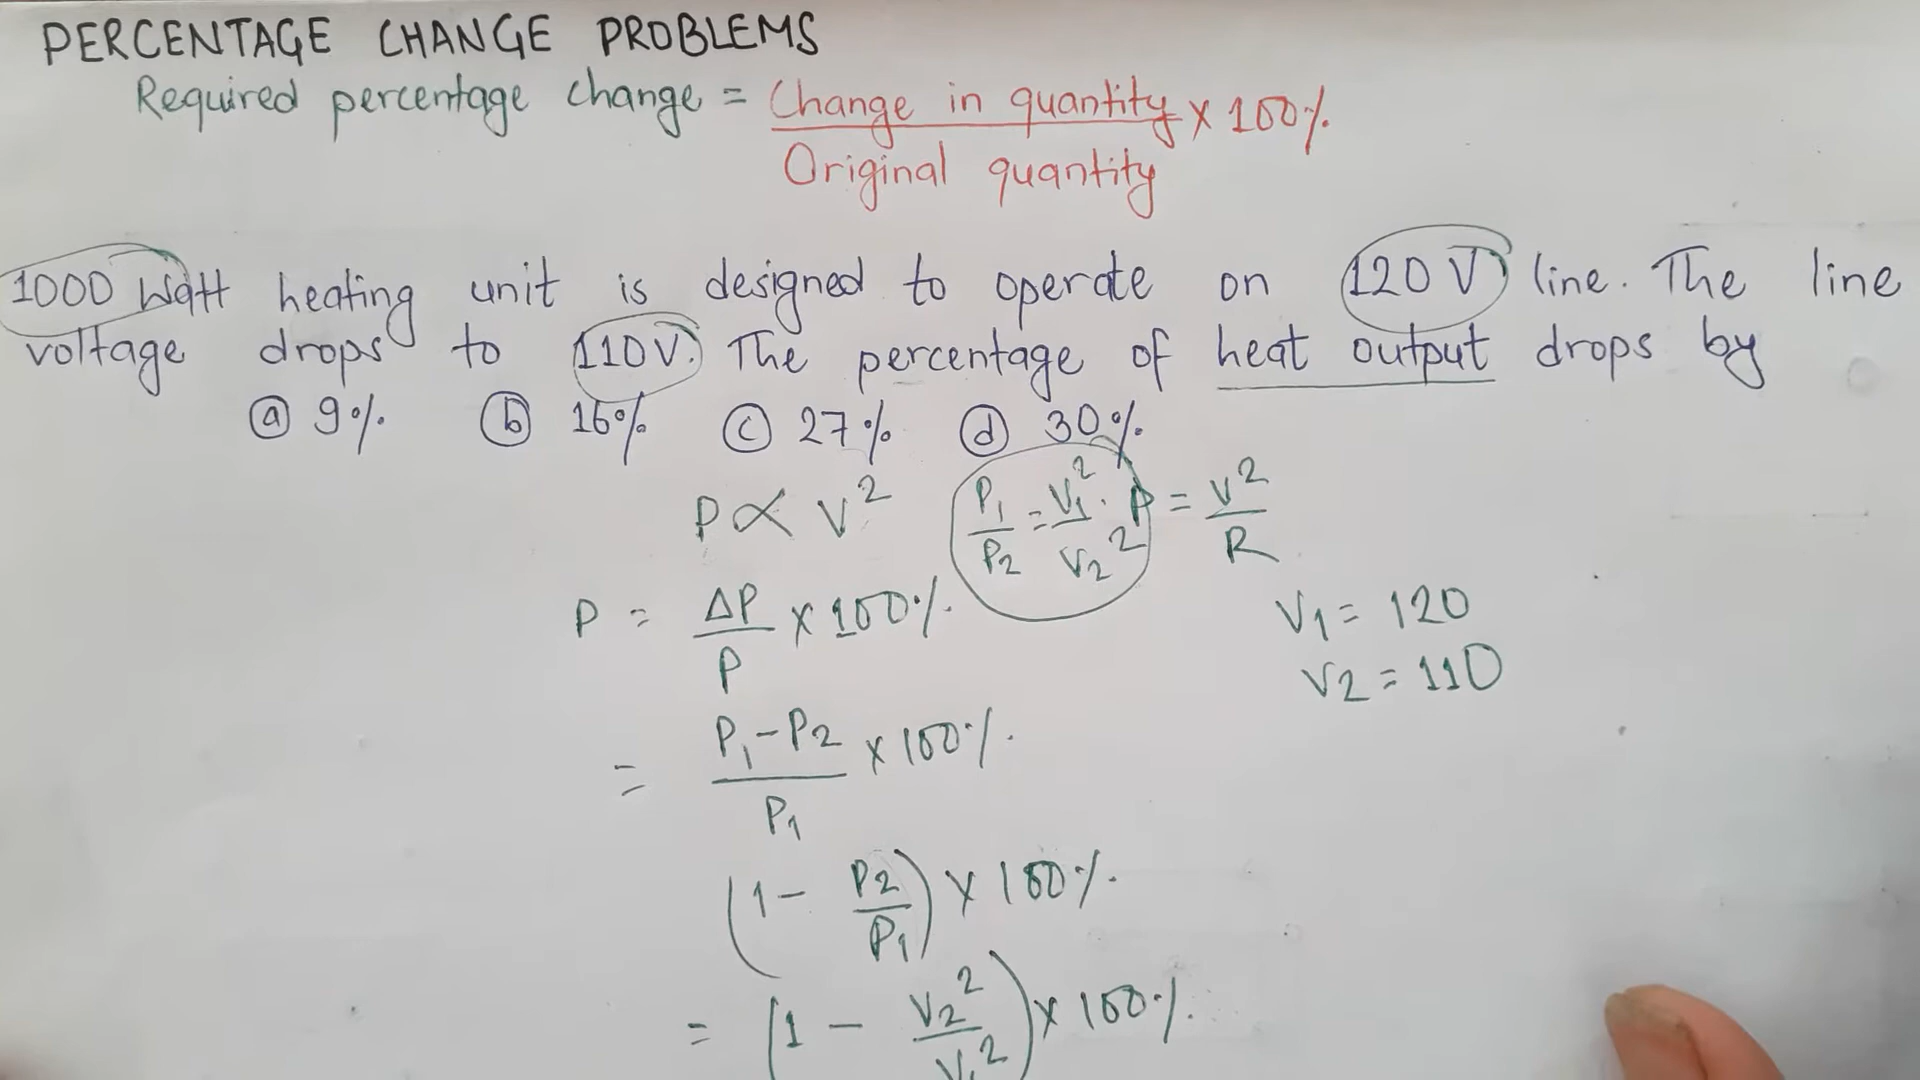 PERCENTAGE CHANGE PROBLEMS
Required percentage change = Change in quantity / Original quantity × 100%
1000 Watt heating unit is designed to operate on 120 V line. The line
voltage drops to 110V. The percentage of heat output drops by
(a) 9% (b) 16% (c) 27% (d) 30%
P ∝ V² P₁/P₂ = V₁²/V₂² P = V²/R
P = ΔP/P × 100%
V₁ = 120
V₂ = 110
= P₁-P₂/P₁ × 100%
(1 - P₂/P₁) × 100%
= (1 - V₂²/V₁²) × 100%